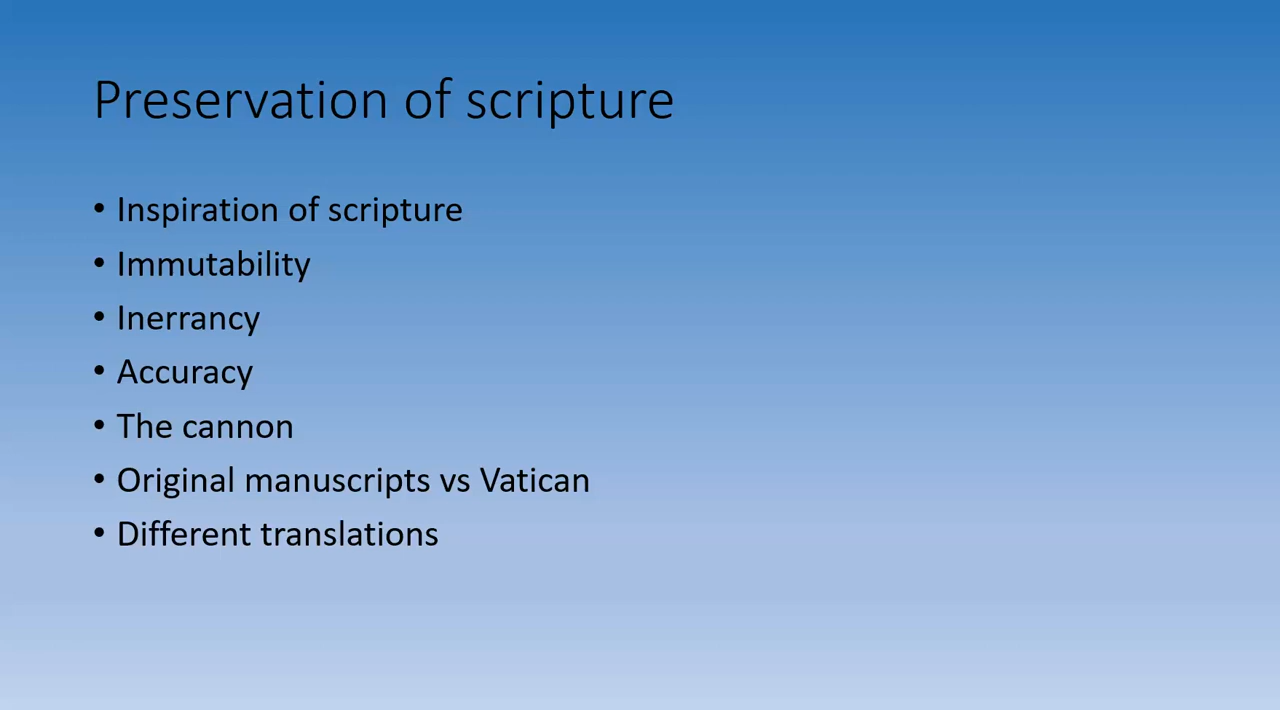 Preservation of scripture
• Inspiration of scripture
• Immutability
• Inerrancy
• Accuracy
• The cannon
• Original manuscripts vs Vatican
• Different translations